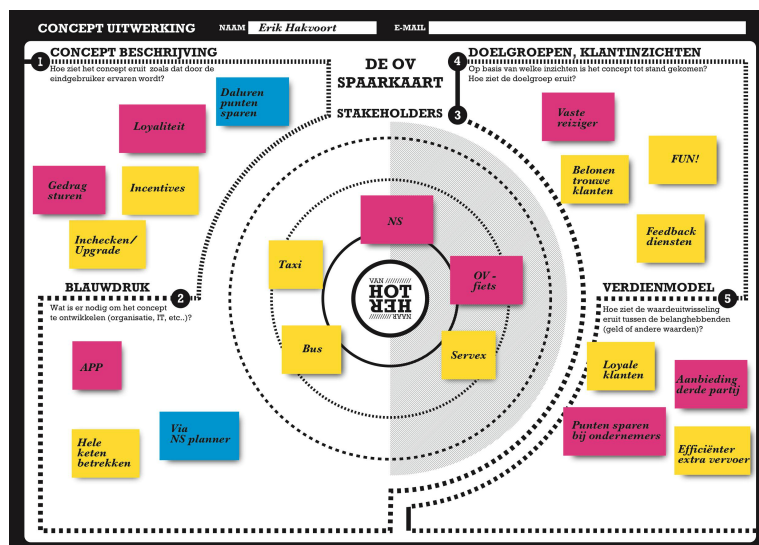 CONCEPT UITWERKING
NAAM
Erik Hakvoort
E-MAIL
1
CONCEPT BESCHRIJVING
Hoe ziet het concept eruit zoals dat door de
eindgebruiker ervaren wordt?
Daluren
punten
sparen
Loyaliteit
Gedrag
sturen
Incentives
Inchecken/
Upgrade
BLAUWDRUK
2
Wat is er nodig om het concept
te ontwikkelen (organisatie, IT, etc..)?
APP
Via
NS planner
Hele
keten
betrekken
DE OV
SPAARKAART
STAKEHOLDERS
3
NS
Taxi
OV -
fiets
Bus
Servex
VAN //////////
HOT
HER
NAAR //////////
4
DOELGROEPEN, KLANTINZICHTEN
Op basis van welke inzichten is het concept tot stand gekomen?
Hoe ziet de doelgroep eruit?
Vaste
reiziger
FUN!
Belonen
trouwe
klanten
Feedback
diensten
VERDIENMODEL
5
Hoe ziet de waardeuitwisseling
eruit tussen de belanghebbenden
(geld of andere waarden)?
Loyale
klanten
Aanbieding
derde partij
Punten sparen
bij ondernemers
Efficiënter
extra vervoer